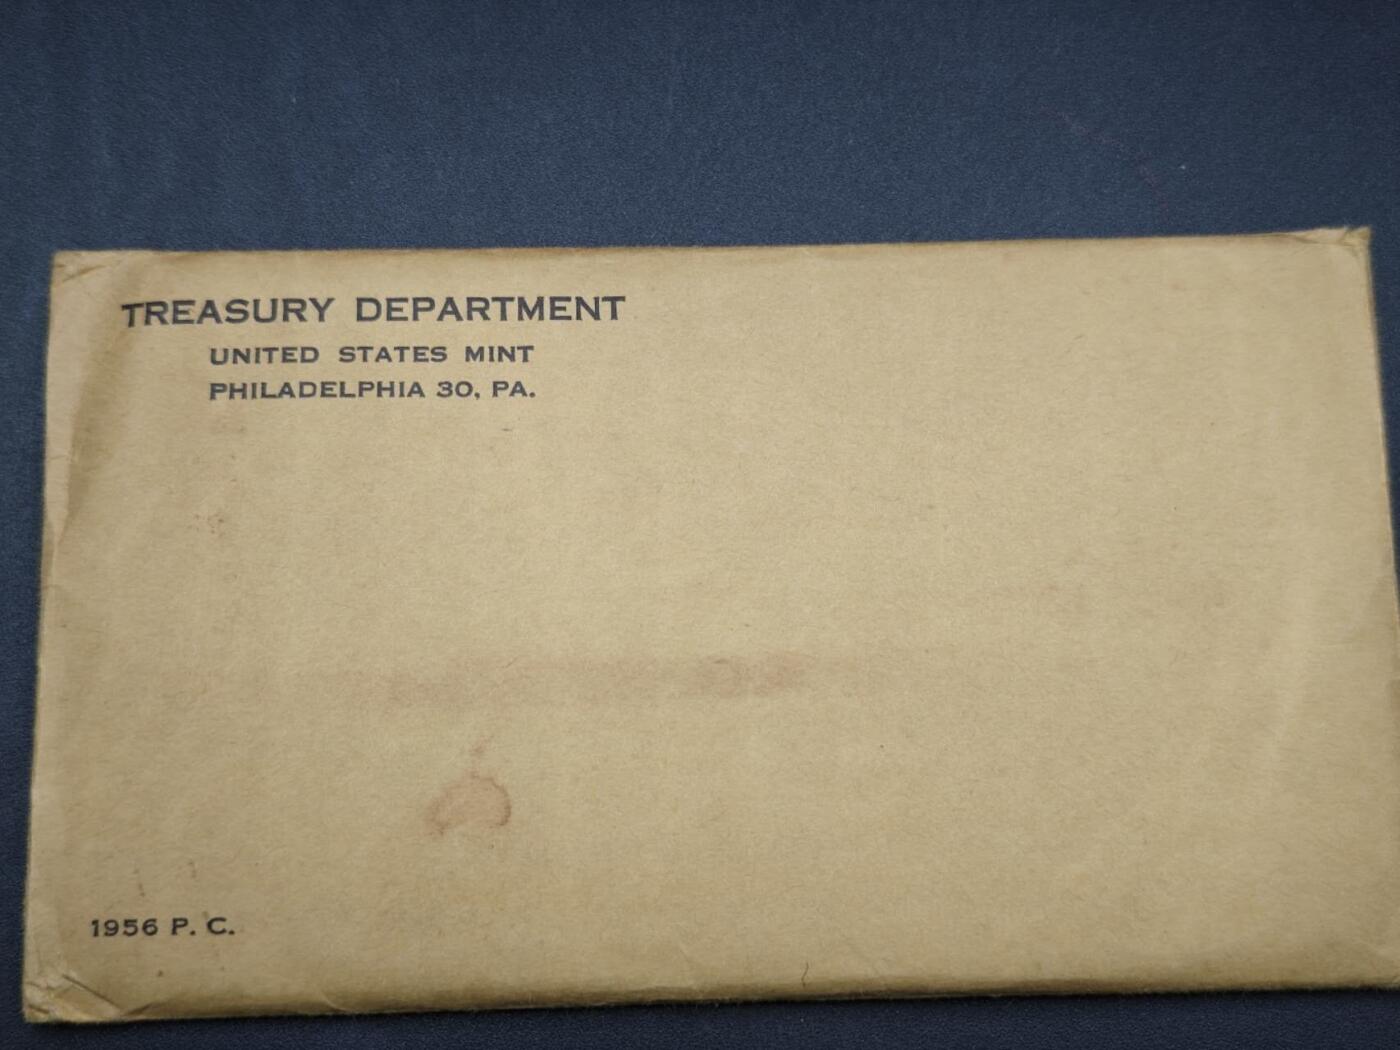 TREASURY DEPARTMENT
UNITED STATES MINT
PHILADELPHIA 30, PA.
1956 P. C.